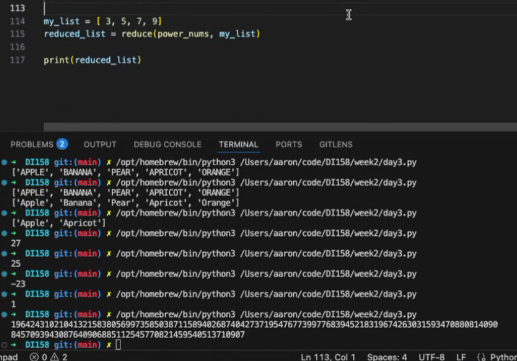 113
114 my_list = [ 3, 5, 7, 9]
115 reduced_list = reduce(power_nums, my_list)
116
117 print(reduced_list)
PROBLEMS 2 OUTPUT DEBUG CONSOLE TERMINAL PORTS GITLENS
➜ DI158 git:(main) ✗ /opt/homebrew/bin/python3 /Users/aaron/code/DI158/week2/day3.py
['APPLE', 'BANANA', 'PEAR', 'APRICOT', 'ORANGE']
➜ DI158 git:(main) ✗ /opt/homebrew/bin/python3 /Users/aaron/code/DI158/week2/day3.py
['APPLE', 'BANANA', 'PEAR', 'APRICOT', 'ORANGE']
['Apple', 'Banana', 'Pear', 'Apricot', 'Orange']
➜ DI158 git:(main) ✗ /opt/homebrew/bin/python3 /Users/aaron/code/DI158/week2/day3.py
['Apple', 'Apricot']
➜ DI158 git:(main) ✗ /opt/homebrew/bin/python3 /Users/aaron/code/DI158/week2/day3.py
27
➜ DI158 git:(main) ✗ /opt/homebrew/bin/python3 /Users/aaron/code/DI158/week2/day3.py
25
➜ DI158 git:(main) ✗ /opt/homebrew/bin/python3 /Users/aaron/code/DI158/week2/day3.py
-23
➜ DI158 git:(main) ✗ /opt/homebrew/bin/python3 /Users/aaron/code/DI158/week2/day3.py
1
➜ DI158 git:(main) ✗ /opt/homebrew/bin/python3 /Users/aaron/code/DI158/week2/day3.py
➜ DI158 git:(main) ✗
npad 0 2 Ln 113, Col 1 Spaces: 4 UTF-8 LF Python